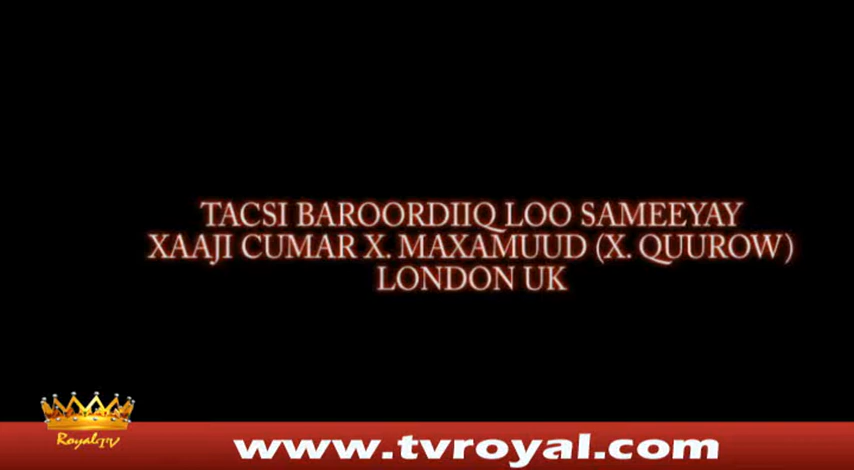 TACSI BAROORDIIQ LOO SAMEEYAY
XAAJI CUMAR X. MAXAMUUD (X. QUUROW)
LONDON UK
RoyalTV
www.tvroyal.com